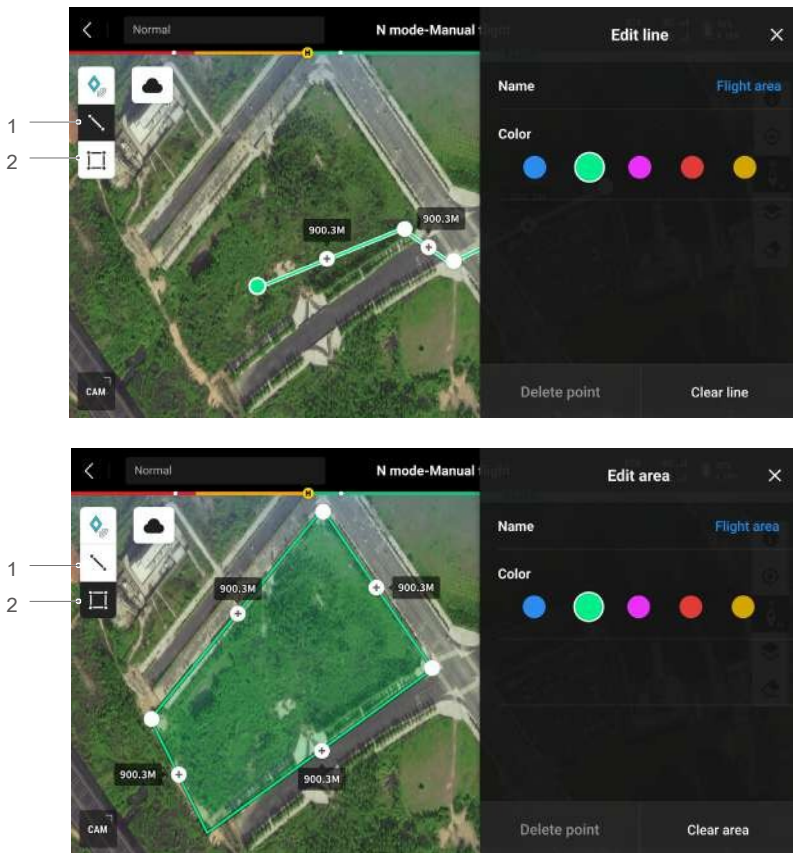 Normal
N mode-Manual
Edit line
Name
Flight area
1
Color
2
900.3M
900.3M
CAM
Delete point
Clear line
Normal
N mode-Manual
Edit area
Name
Flight area
1
Color
2
900.3M
900.3M
900.3M
900.3M
CAM
Delete point
Clear area